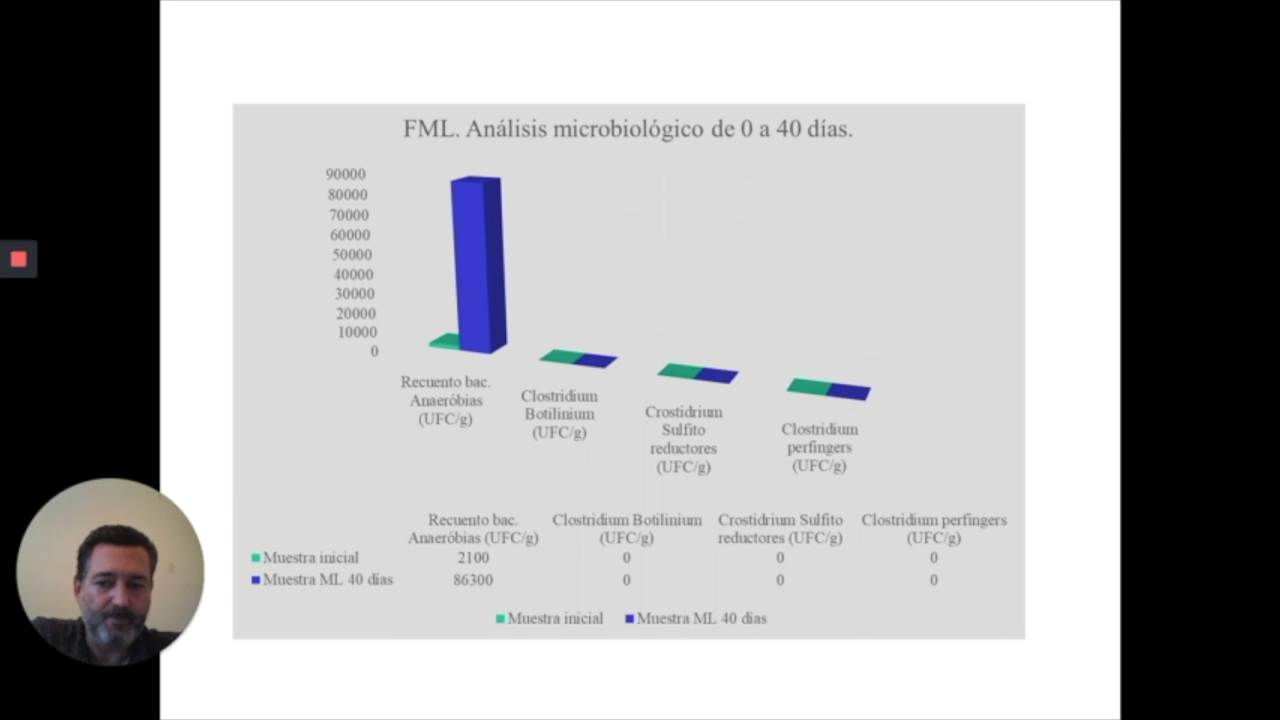 FML. Análisis microbiológico de 0 a 40 días.
90000
80000
70000
60000
50000
40000
30000
20000
10000
0
Recuento bac.
Anaeróbias
(UFC/g)
Clostridium
Botilinium
(UFC/g)
Crostidrium
Sulfito
reductores
(UFC/g)
Clostridium
perfingers
(UFC/g)
Recuento bac. Clostridium Botilinium Crostidrium Sulfito Clostridium perfingers
Anaeróbias (UFC/g) (UFC/g) reductores (UFC/g) (UFC/g)
Muestra inicial 2100 0 0 0
Muestra ML 40 días 86300 0 0 0
Muestra inicial Muestra ML 40 días